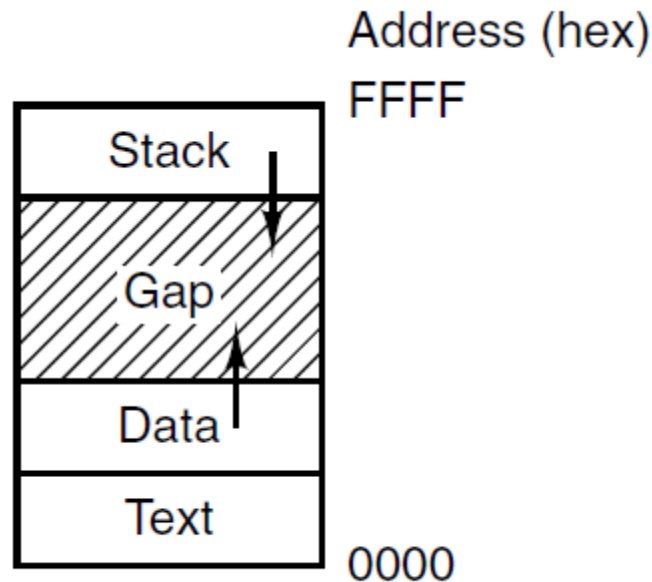 Address (hex)
FFFF
Stack
Gap
Data
Text
0000